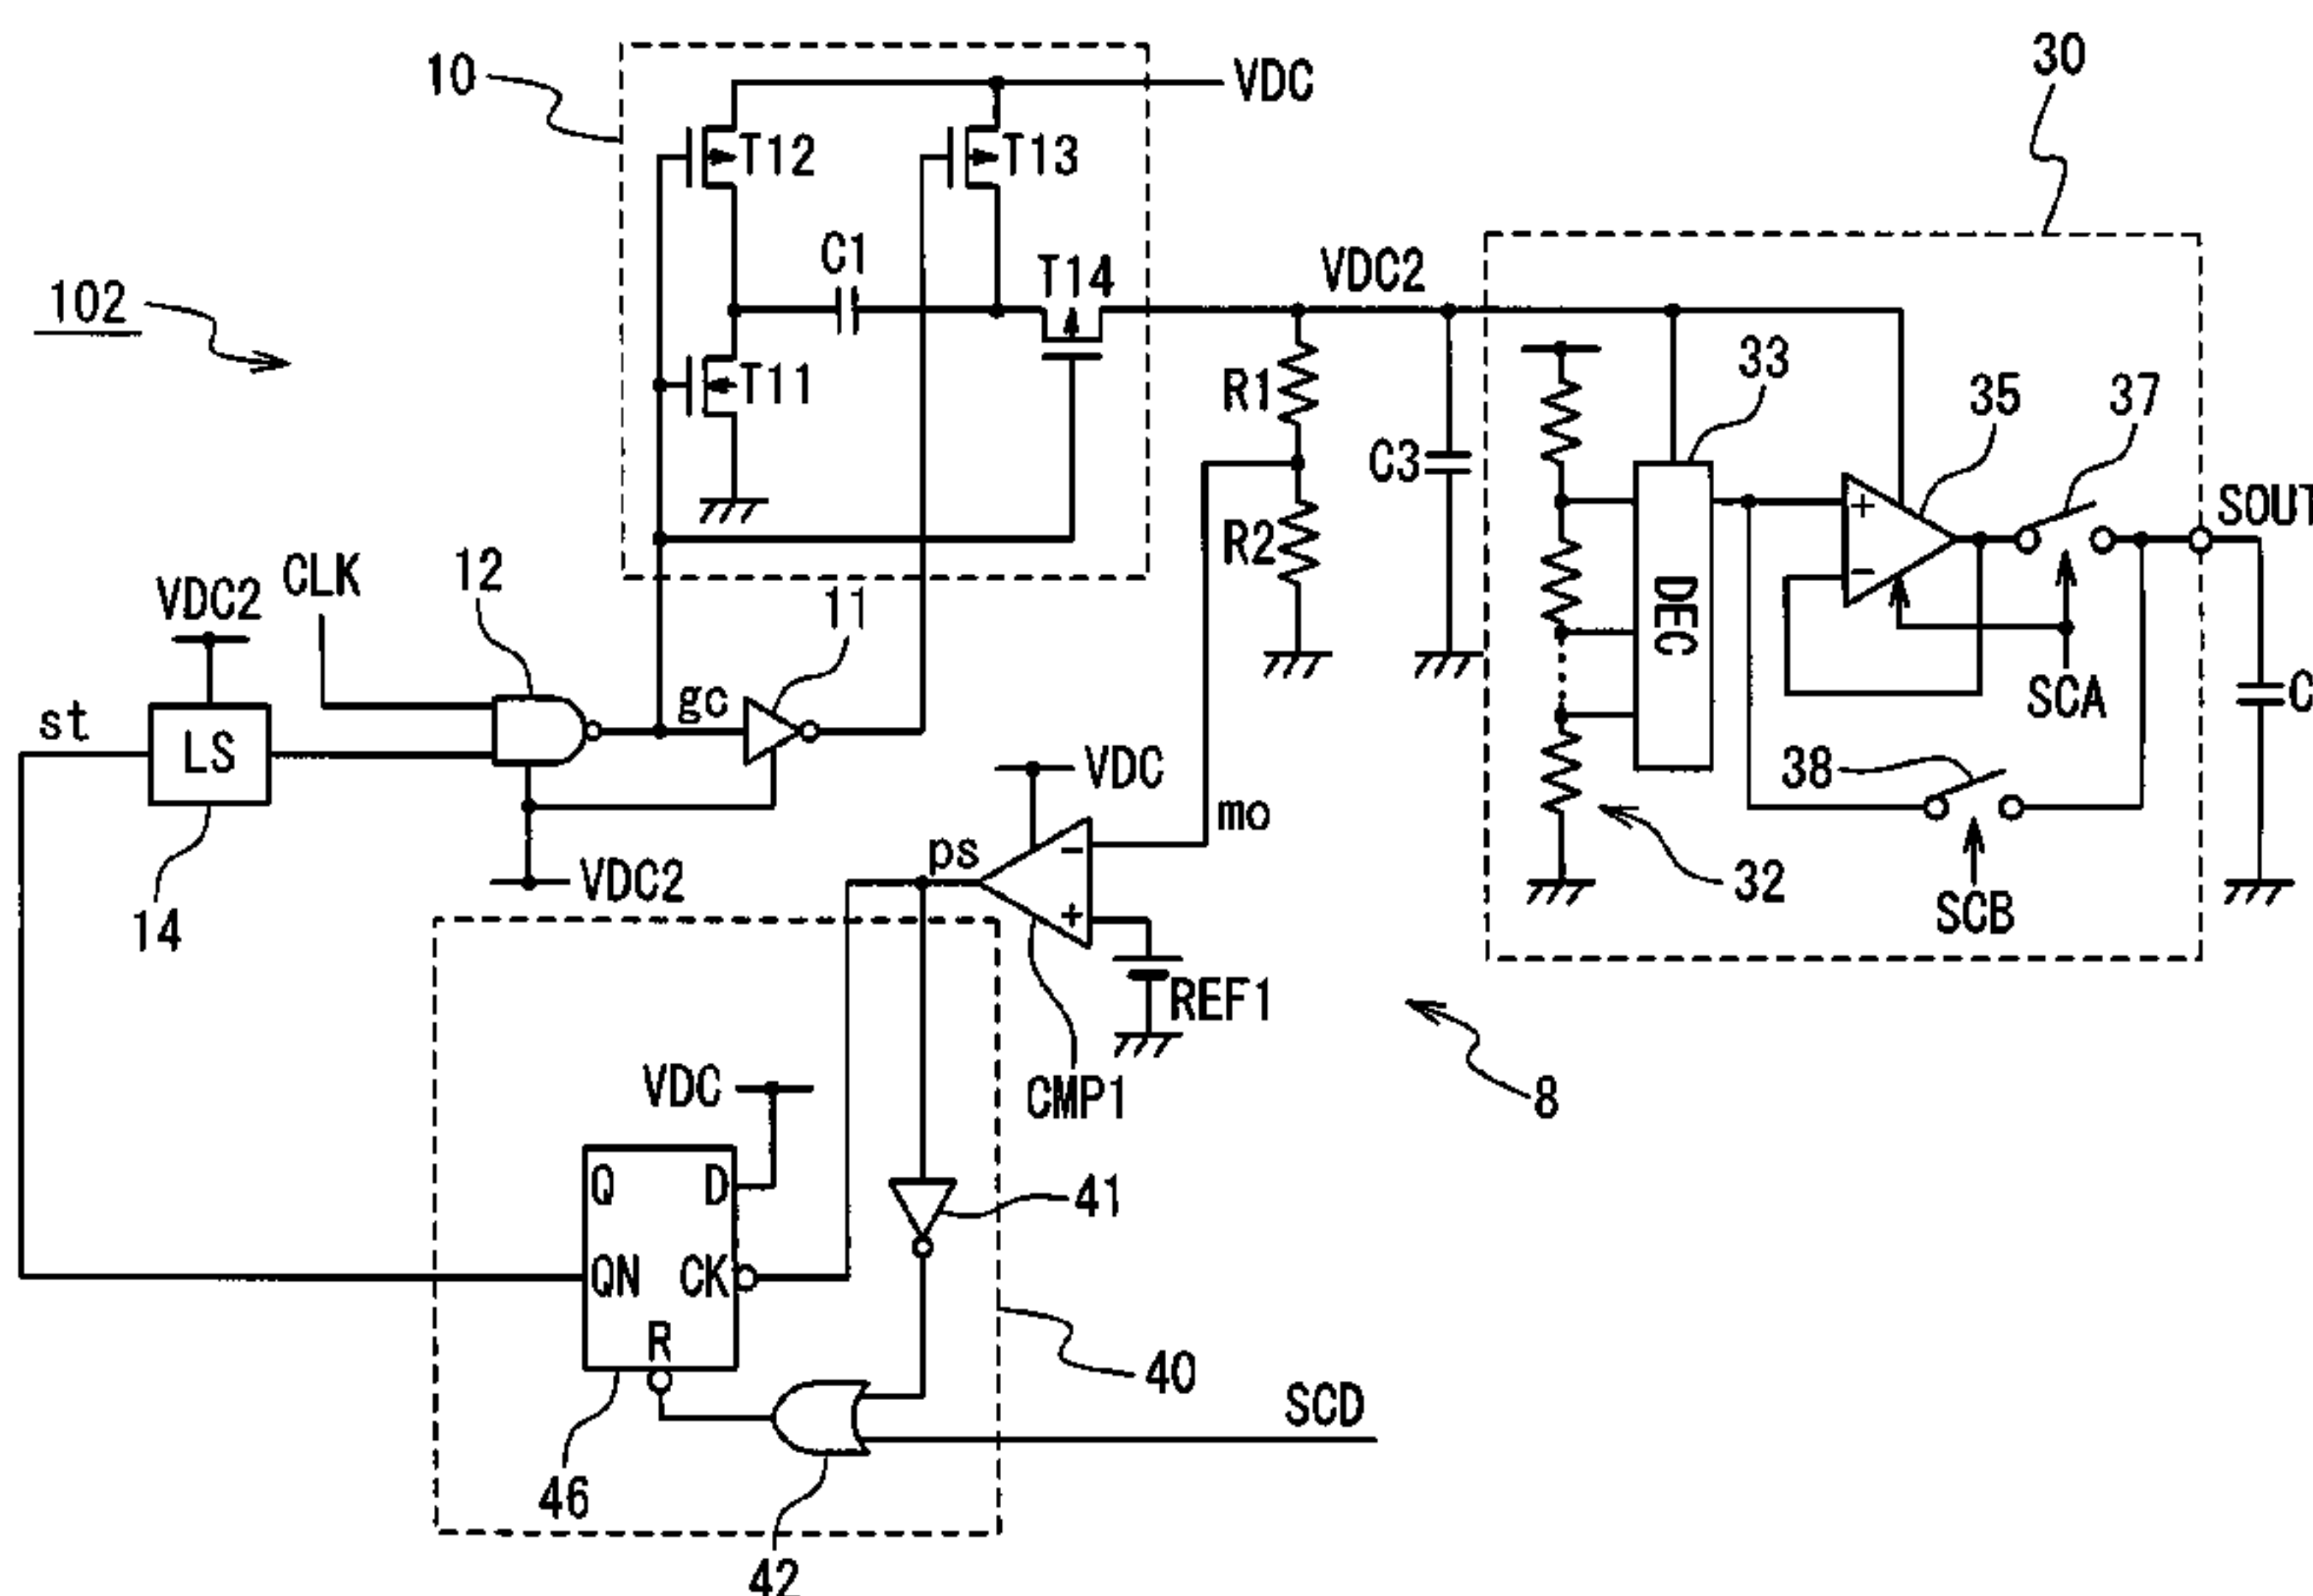 10
VDC
30
T12
T13
102
C1
T14
VDC2
T11
33
35
37
R1
C3
SOUT
R2
+
-
DEC
CLK
12
11
VDC2
st
LS
gc
SCA
C
VDC
38
mo
14
VDC2
ps
-
+
32
SCB
REF1
VDC
CMP1
8
Q
D
QN
CK
R
41
40
SCD
46
42